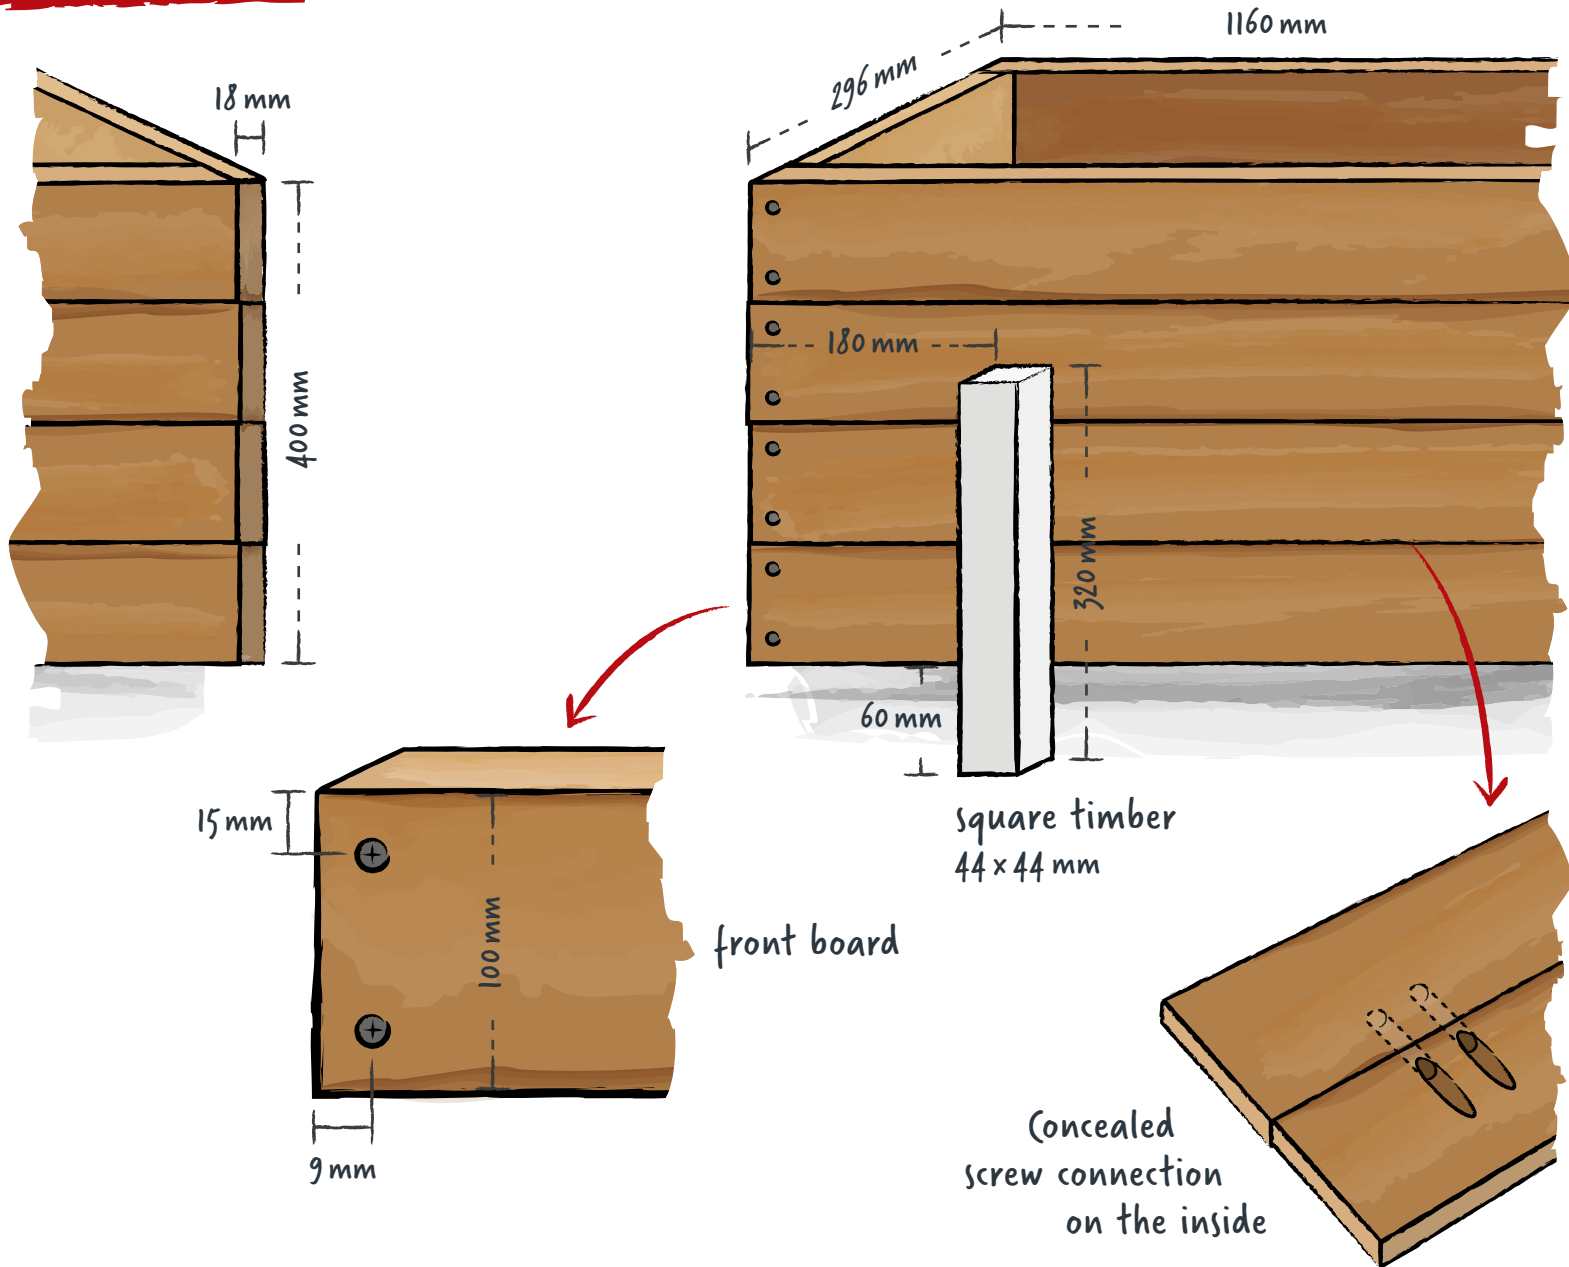 1160 mm
296 mm
18 mm
180 mm
400 mm
320 mm
60 mm
square timber
44 x 44 mm
15 mm
100 mm
front board
9 mm
Concealed
screw connection
on the inside